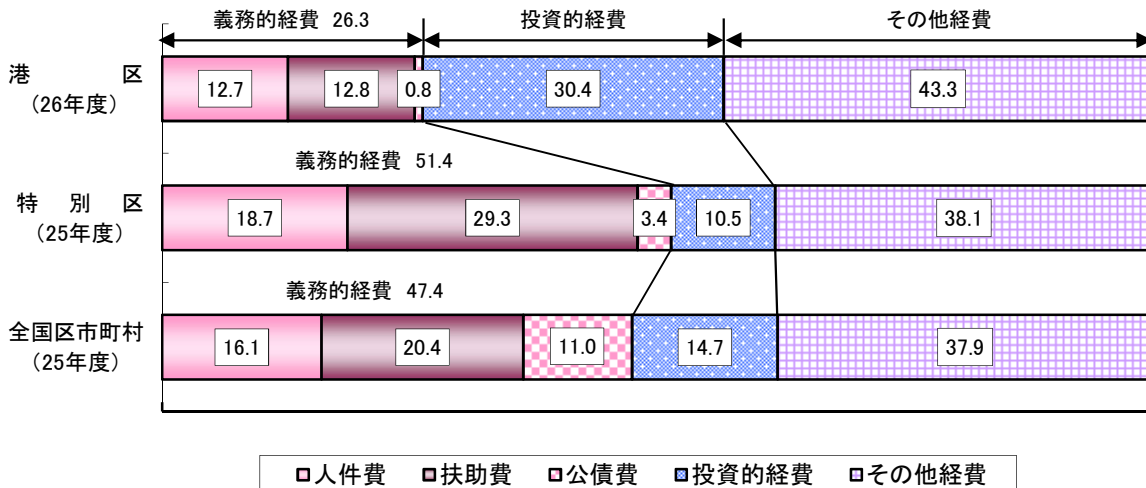 義務的経費 26.3 投資的経費 その他経費
港区
（26年度）
12.7 12.8 0.8 30.4 43.3
義務的経費 51.4
特別区
（25年度）
18.7 29.3 3.4 10.5 38.1
義務的経費 47.4
全国区市町村
（25年度）
16.1 20.4 11.0 14.7 37.9
人件費 扶助費 公債費 投資的経費 その他経費